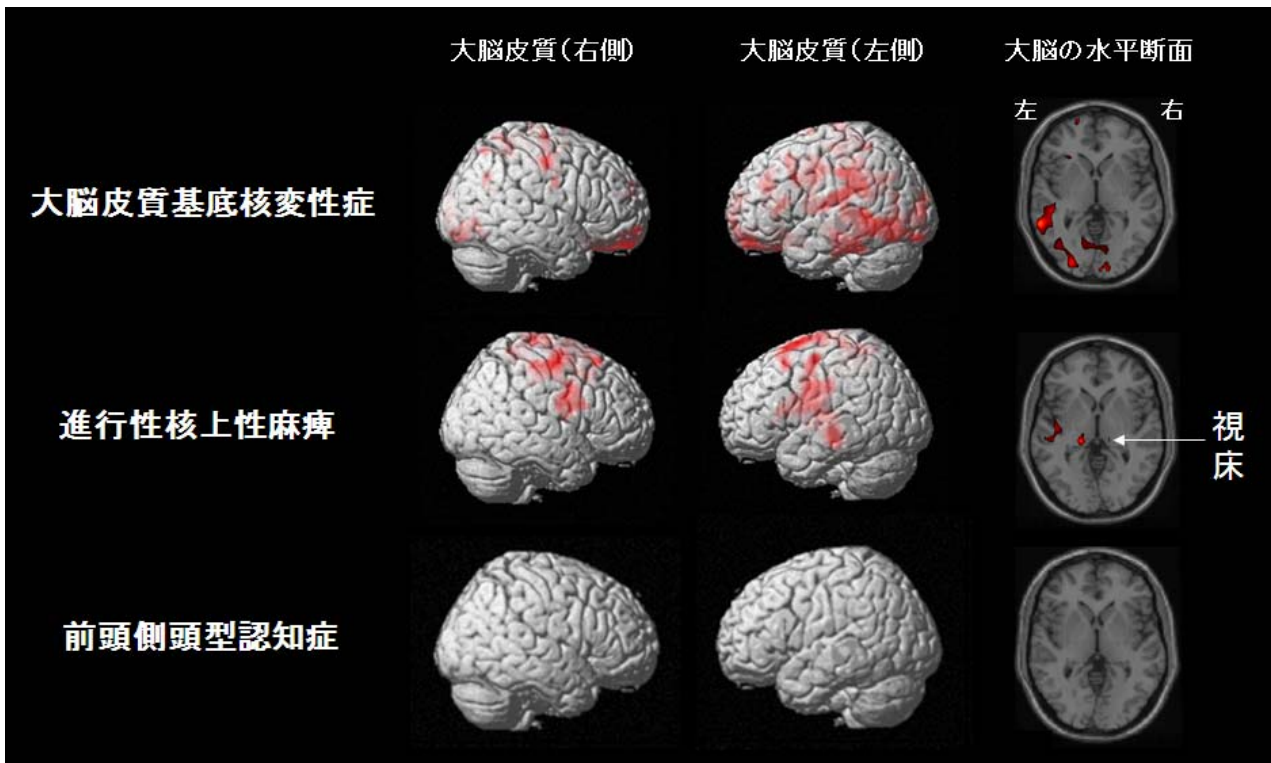 大脳皮質(右側)
大脳皮質(左側)
大脳の水平断面
左
右
大脳皮質基底核変性症
進行性核上性麻痺
視床
前頭側頭型認知症